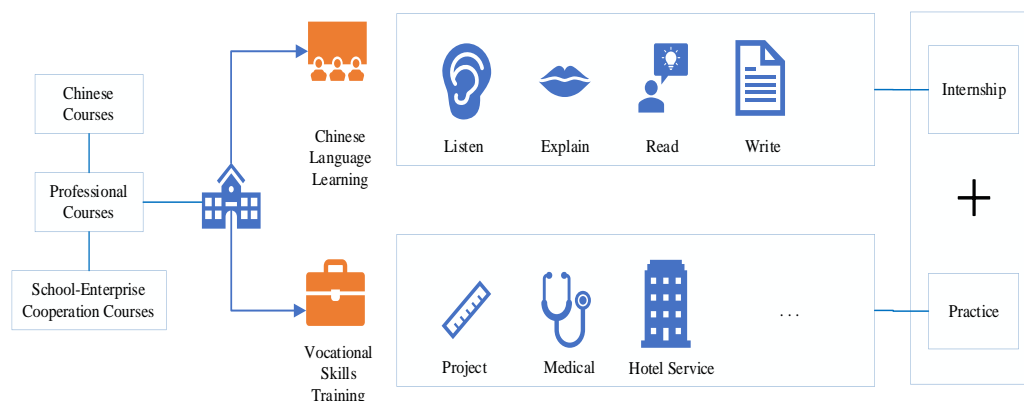 Chinese
Courses
Professional
Courses
School-Enterprise
Cooperation Courses
Chinese
Language
Learning
Vocational
Skills
Training
Listen
Explain
Read
Write
Project
Medical
Hotel Service
...
Internship
+
Practice